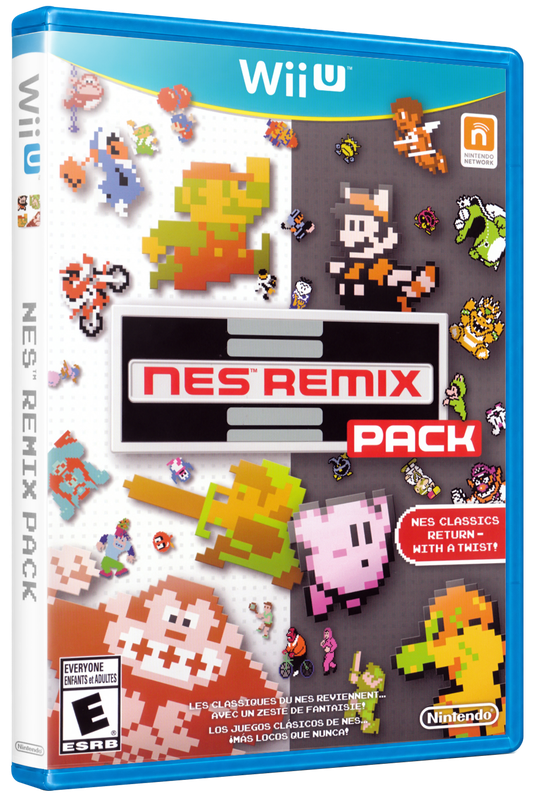 Wii U™
NINTENDO
NETWORK
Wii U
NES™ REMIX PACK
Nintendo
NES™ REMIX
PACK
NES CLASSICS
RETURN –
WITH A TWIST!
LES CLASSIQUES DU NES REVIENNENT...
AVEC UN ZESTE DE FANTAISIE!
LOS JUEGOS CLÁSICOS DE NES...
¡MÁS LOCOS QUE NUNCA!
EVERYONE
ENFANTS et ADULTES
E
ESRB
Nintendo